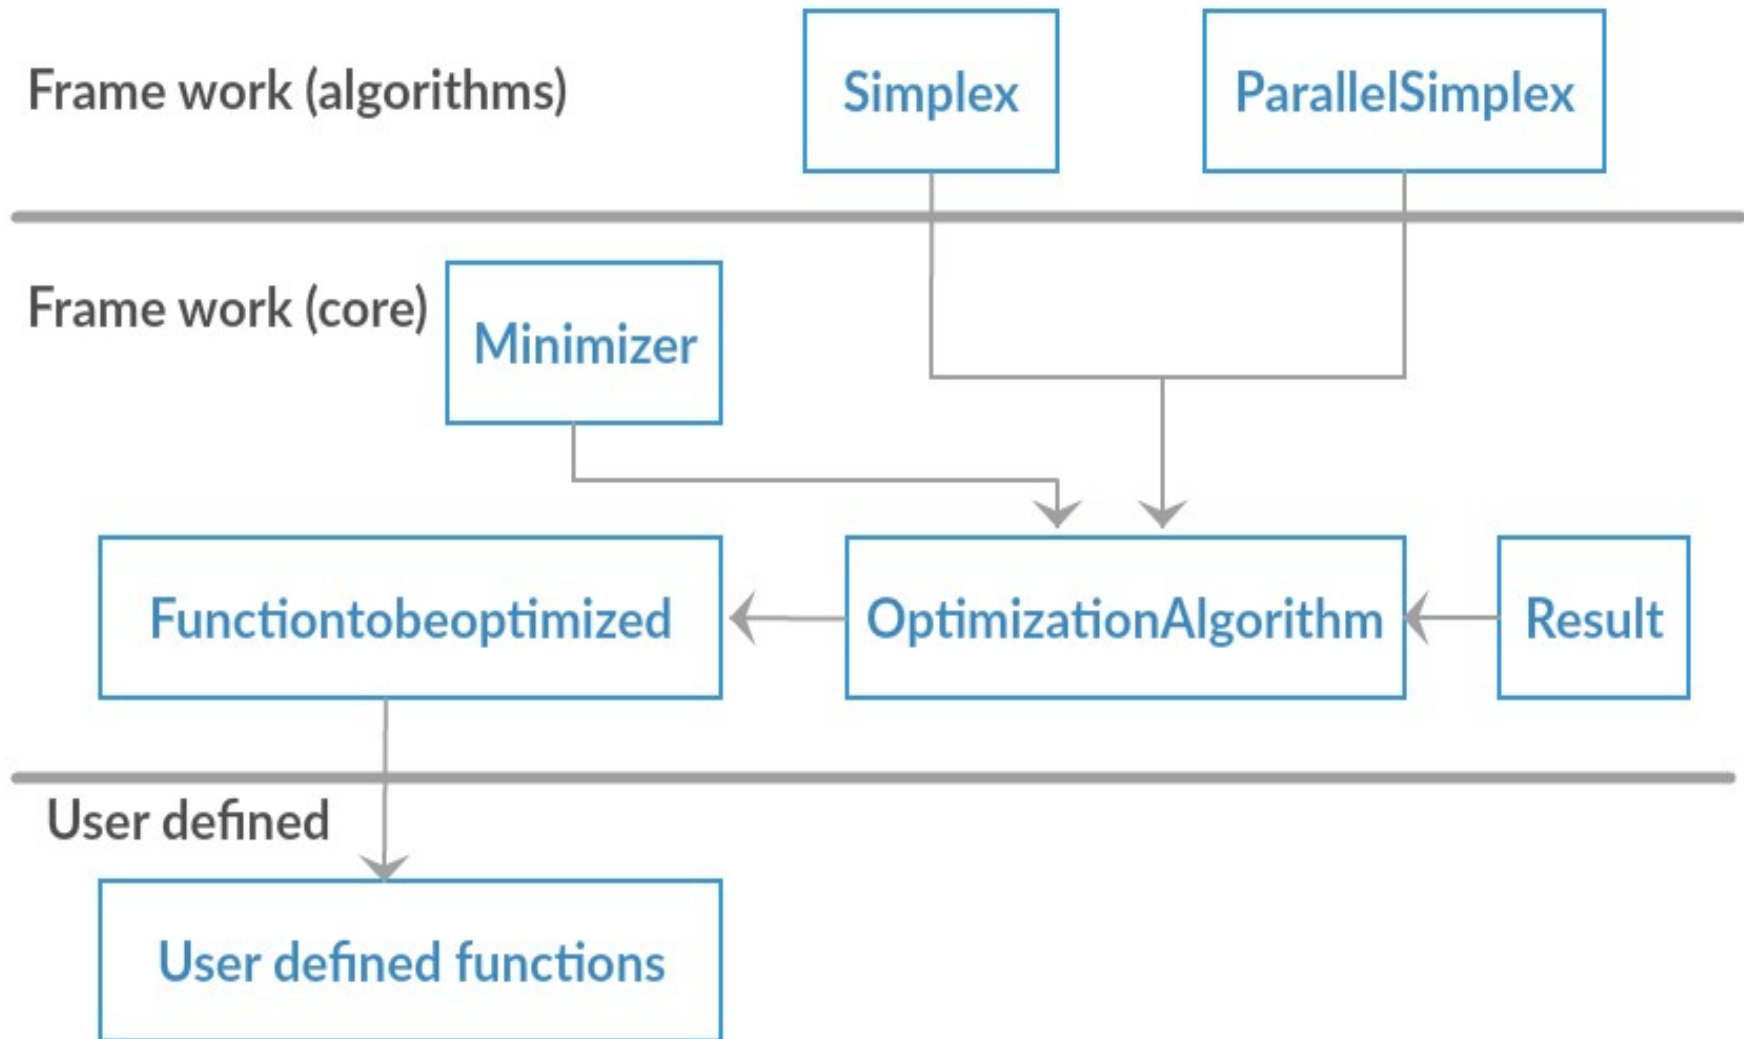 Frame work (algorithms)
Simplex
ParallelSimplex
Frame work (core)
Minimizer
Functiontobeoptimized
OptimizationAlgorithm
Result
User defined
User defined functions